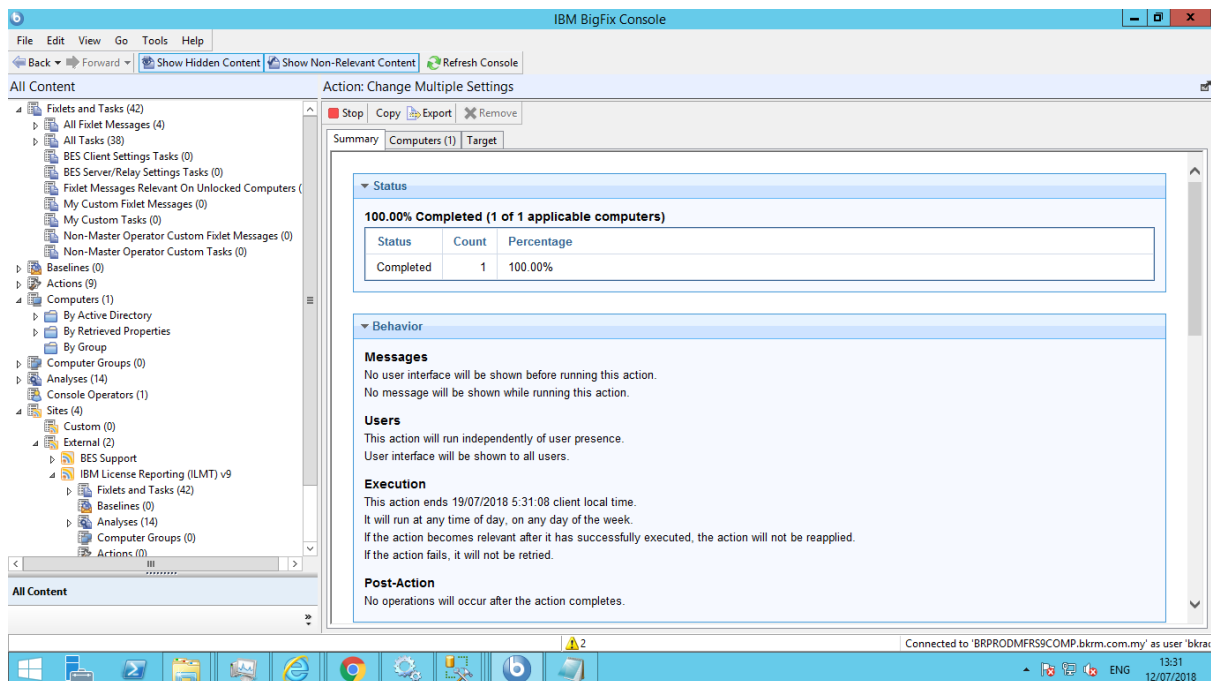 IBM BigFix Console
File Edit View Go Tools Help
Back Forward Show Hidden Content Show Non-Relevant Content Refresh Console
All Content
Fixlets and Tasks (42)
All Fixlet Messages (4)
All Tasks (38)
BES Client Settings Tasks (0)
BES Server/Relay Settings Tasks (0)
Fixlet Messages Relevant On Unlocked Computers (
My Custom Fixlet Messages (0)
My Custom Tasks (0)
Non-Master Operator Custom Fixlet Messages (0)
Non-Master Operator Custom Tasks (0)
Baselines (0)
Actions (9)
Computers (1)
By Active Directory
By Retrieved Properties
By Group
Computer Groups (0)
Analyses (14)
Console Operators (1)
Sites (4)
Custom (0)
External (2)
BES Support
IBM License Reporting (ILMT) v9
Fixlets and Tasks (42)
Baselines (0)
Analyses (14)
Computer Groups (0)
Actions (0)
All Content
Action: Change Multiple Settings
Stop Copy Export Remove
Summary Computers (1) Target
Status
100.00% Completed (1 of 1 applicable computers)
Status Count Percentage
Completed 1 100.00%
Behavior
Messages
No user interface will be shown before running this action.
No message will be shown while running this action.
Users
This action will run independently of user presence.
User interface will be shown to all users.
Execution
This action ends 19/07/2018 5:31:08 client local time.
It will run at any time of day, on any day of the week.
If the action becomes relevant after it has successfully executed, the action will not be reapplied.
If the action fails, it will not be retried.
Post-Action
No operations will occur after the action completes.
2
Connected to 'BRPRODMFRS9COMP.bkrm.com.my' as user 'bkrac
ENG
13:31
12/07/2018